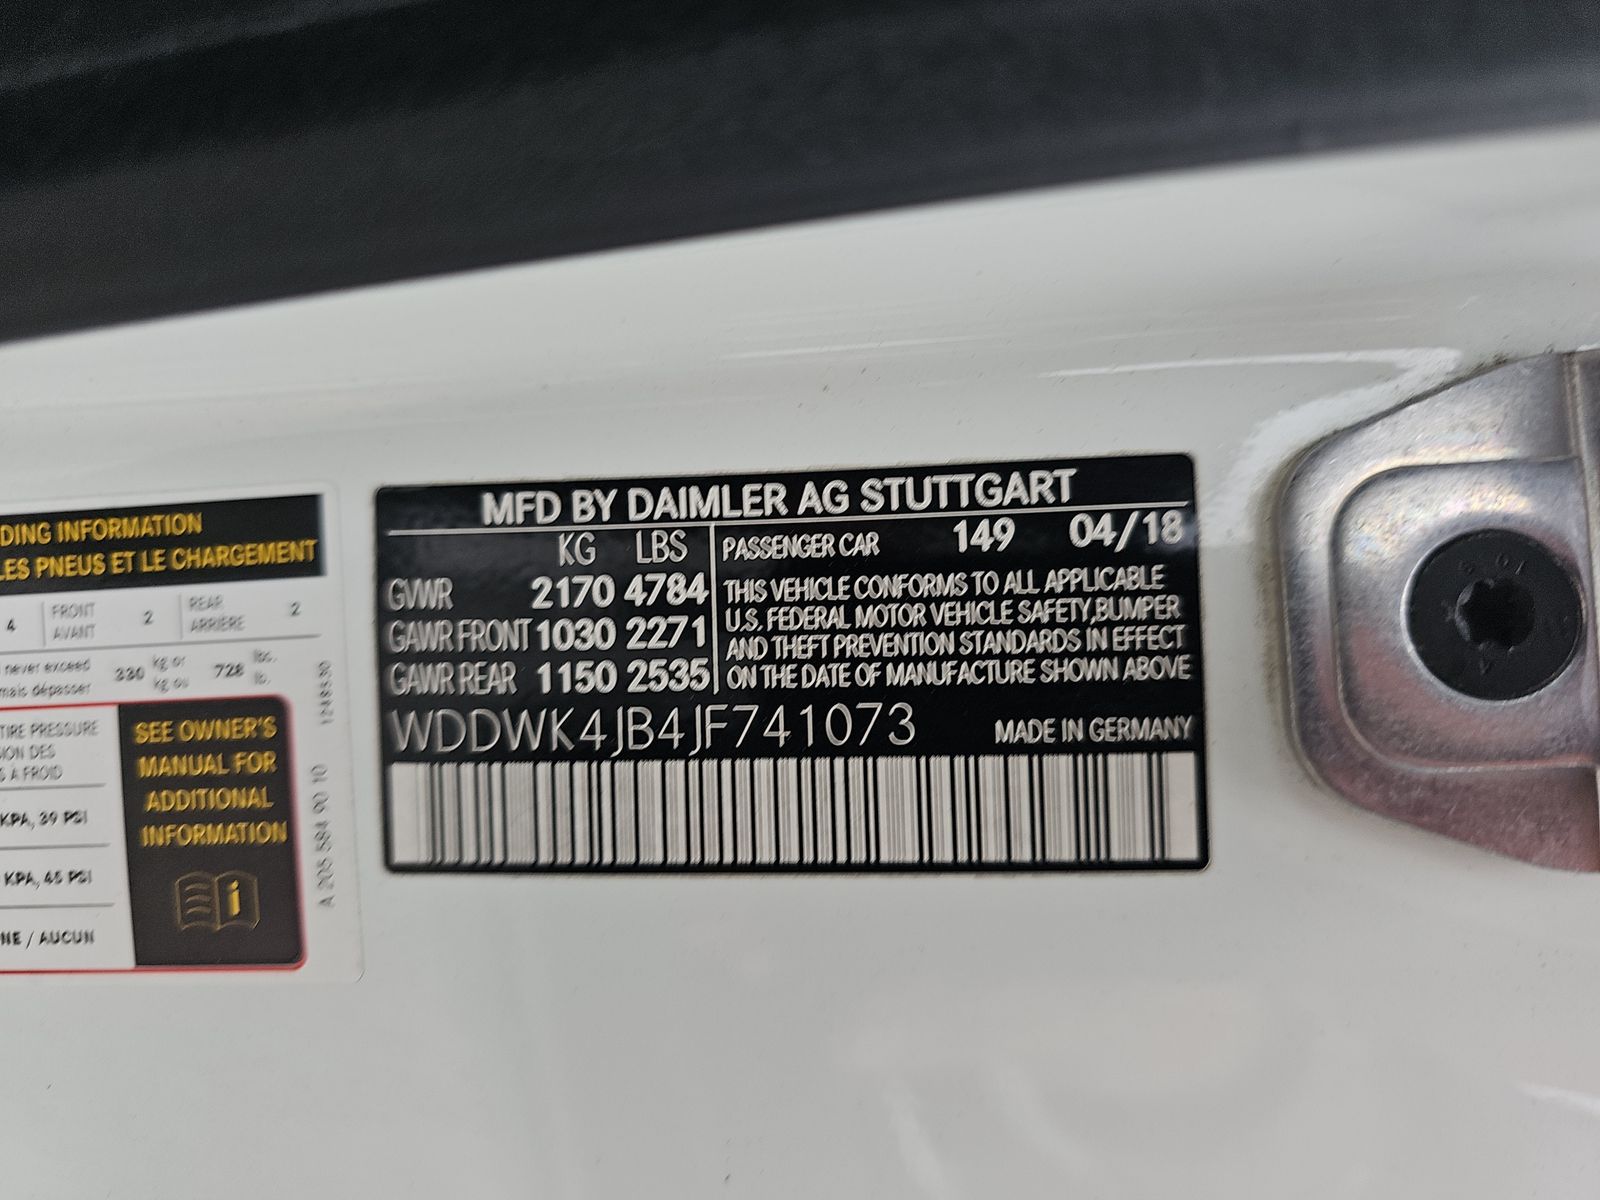 DING INFORMATION
LES PNEUS ET LE CHARGEMENT
4 FRONT AVANT 2 REAR ARRIÈRE 2
never exceed 330 kg or 728 lbs.
mais dépasser kg ou lb.
TIRE PRESSURE
SION DES
S À FROID
KPA, 39 PSI
KPA, 45 PSI
NE / AUCUN
SEE OWNER'S
MANUAL FOR
ADDITIONAL
INFORMATION
i
A 205 584 90 10
MFD BY DAIMLER AG STUTTGART
KG LBS
GVWR 2170 4784
GAWR FRONT 1030 2271
GAWR REAR 1150 2535
PASSENGER CAR 149 04/18
THIS VEHICLE CONFORMS TO ALL APPLICABLE
U.S. FEDERAL MOTOR VEHICLE SAFETY,BUMPER
AND THEFT PREVENTION STANDARDS IN EFFECT
ON THE DATE OF MANUFACTURE SHOWN ABOVE
WDDWK4JB4JF741073 MADE IN GERMANY